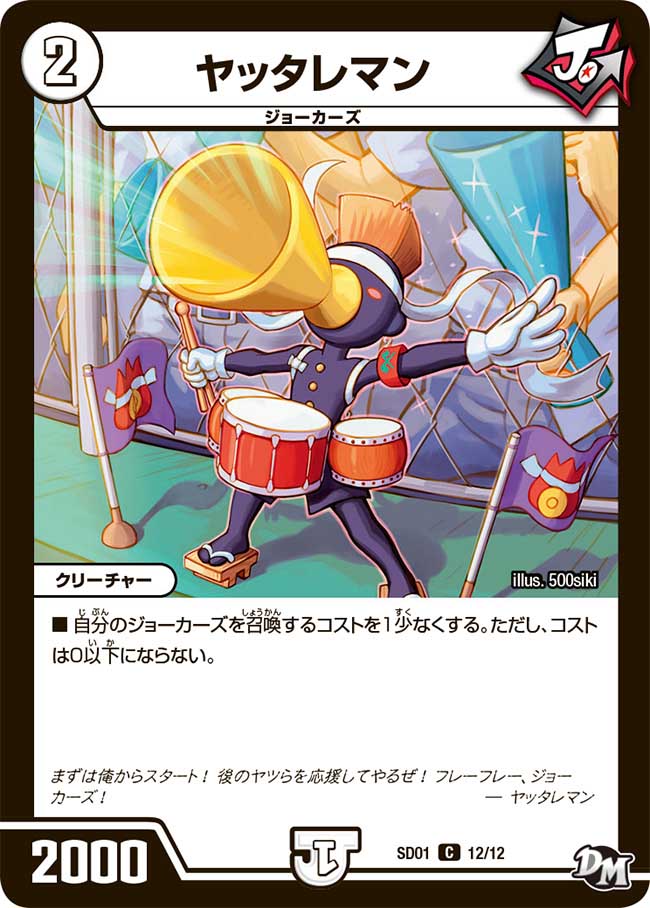 2
ヤッタレマン
ジョーカーズ
J
クリーチャー
illus. 500siki
■ 自分のジョーカーズを召喚するコストを1少なくする。ただし、コスト
は0以下にならない。
まずは俺からスタート! 後のヤツらを応援してやるぜ! フレーフレー、ジョー
カーズ!
— ヤッタレマン
2000
SD01 C 12/12
DM